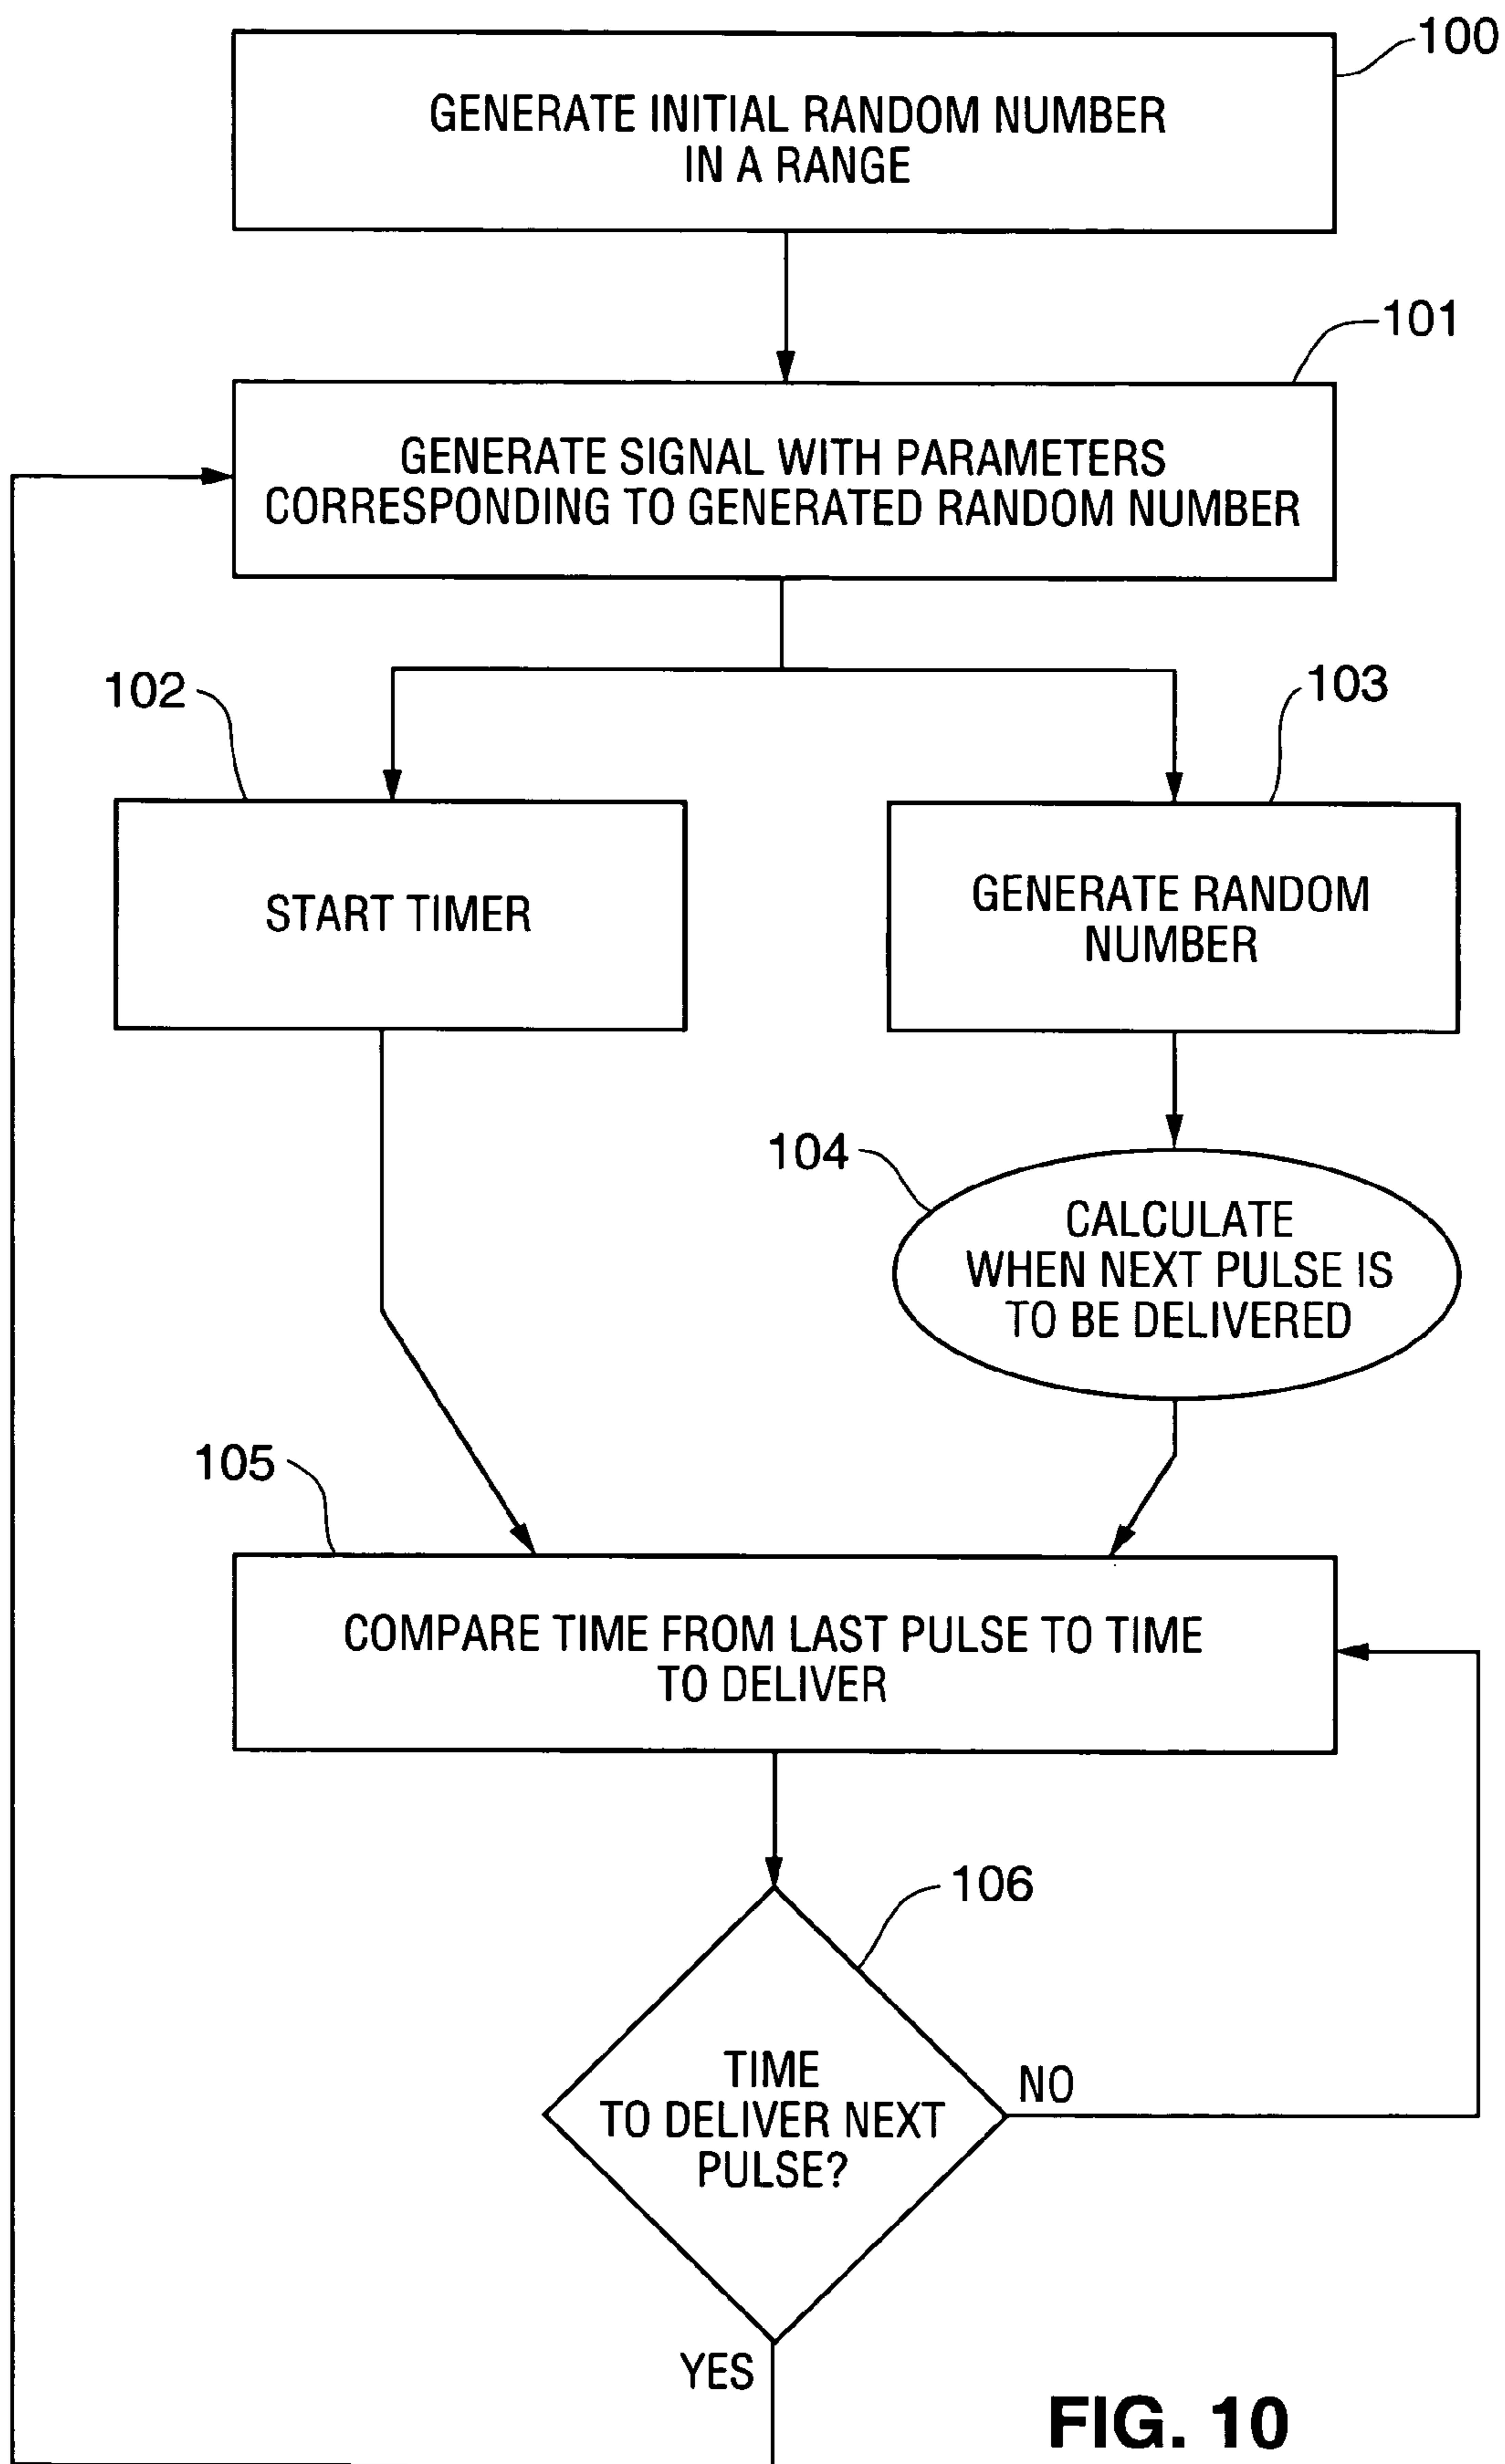 100
GENERATE INITIAL RANDOM NUMBER
IN A RANGE
101
GENERATE SIGNAL WITH PARAMETERS
CORRESPONDING TO GENERATED RANDOM NUMBER
102
103
START TIMER
GENERATE RANDOM
NUMBER
104
CALCULATE
WHEN NEXT PULSE IS
TO BE DELIVERED
105
COMPARE TIME FROM LAST PULSE TO TIME
TO DELIVER
106
TIME
TO DELIVER NEXT
PULSE?
NO
YES
FIG. 10